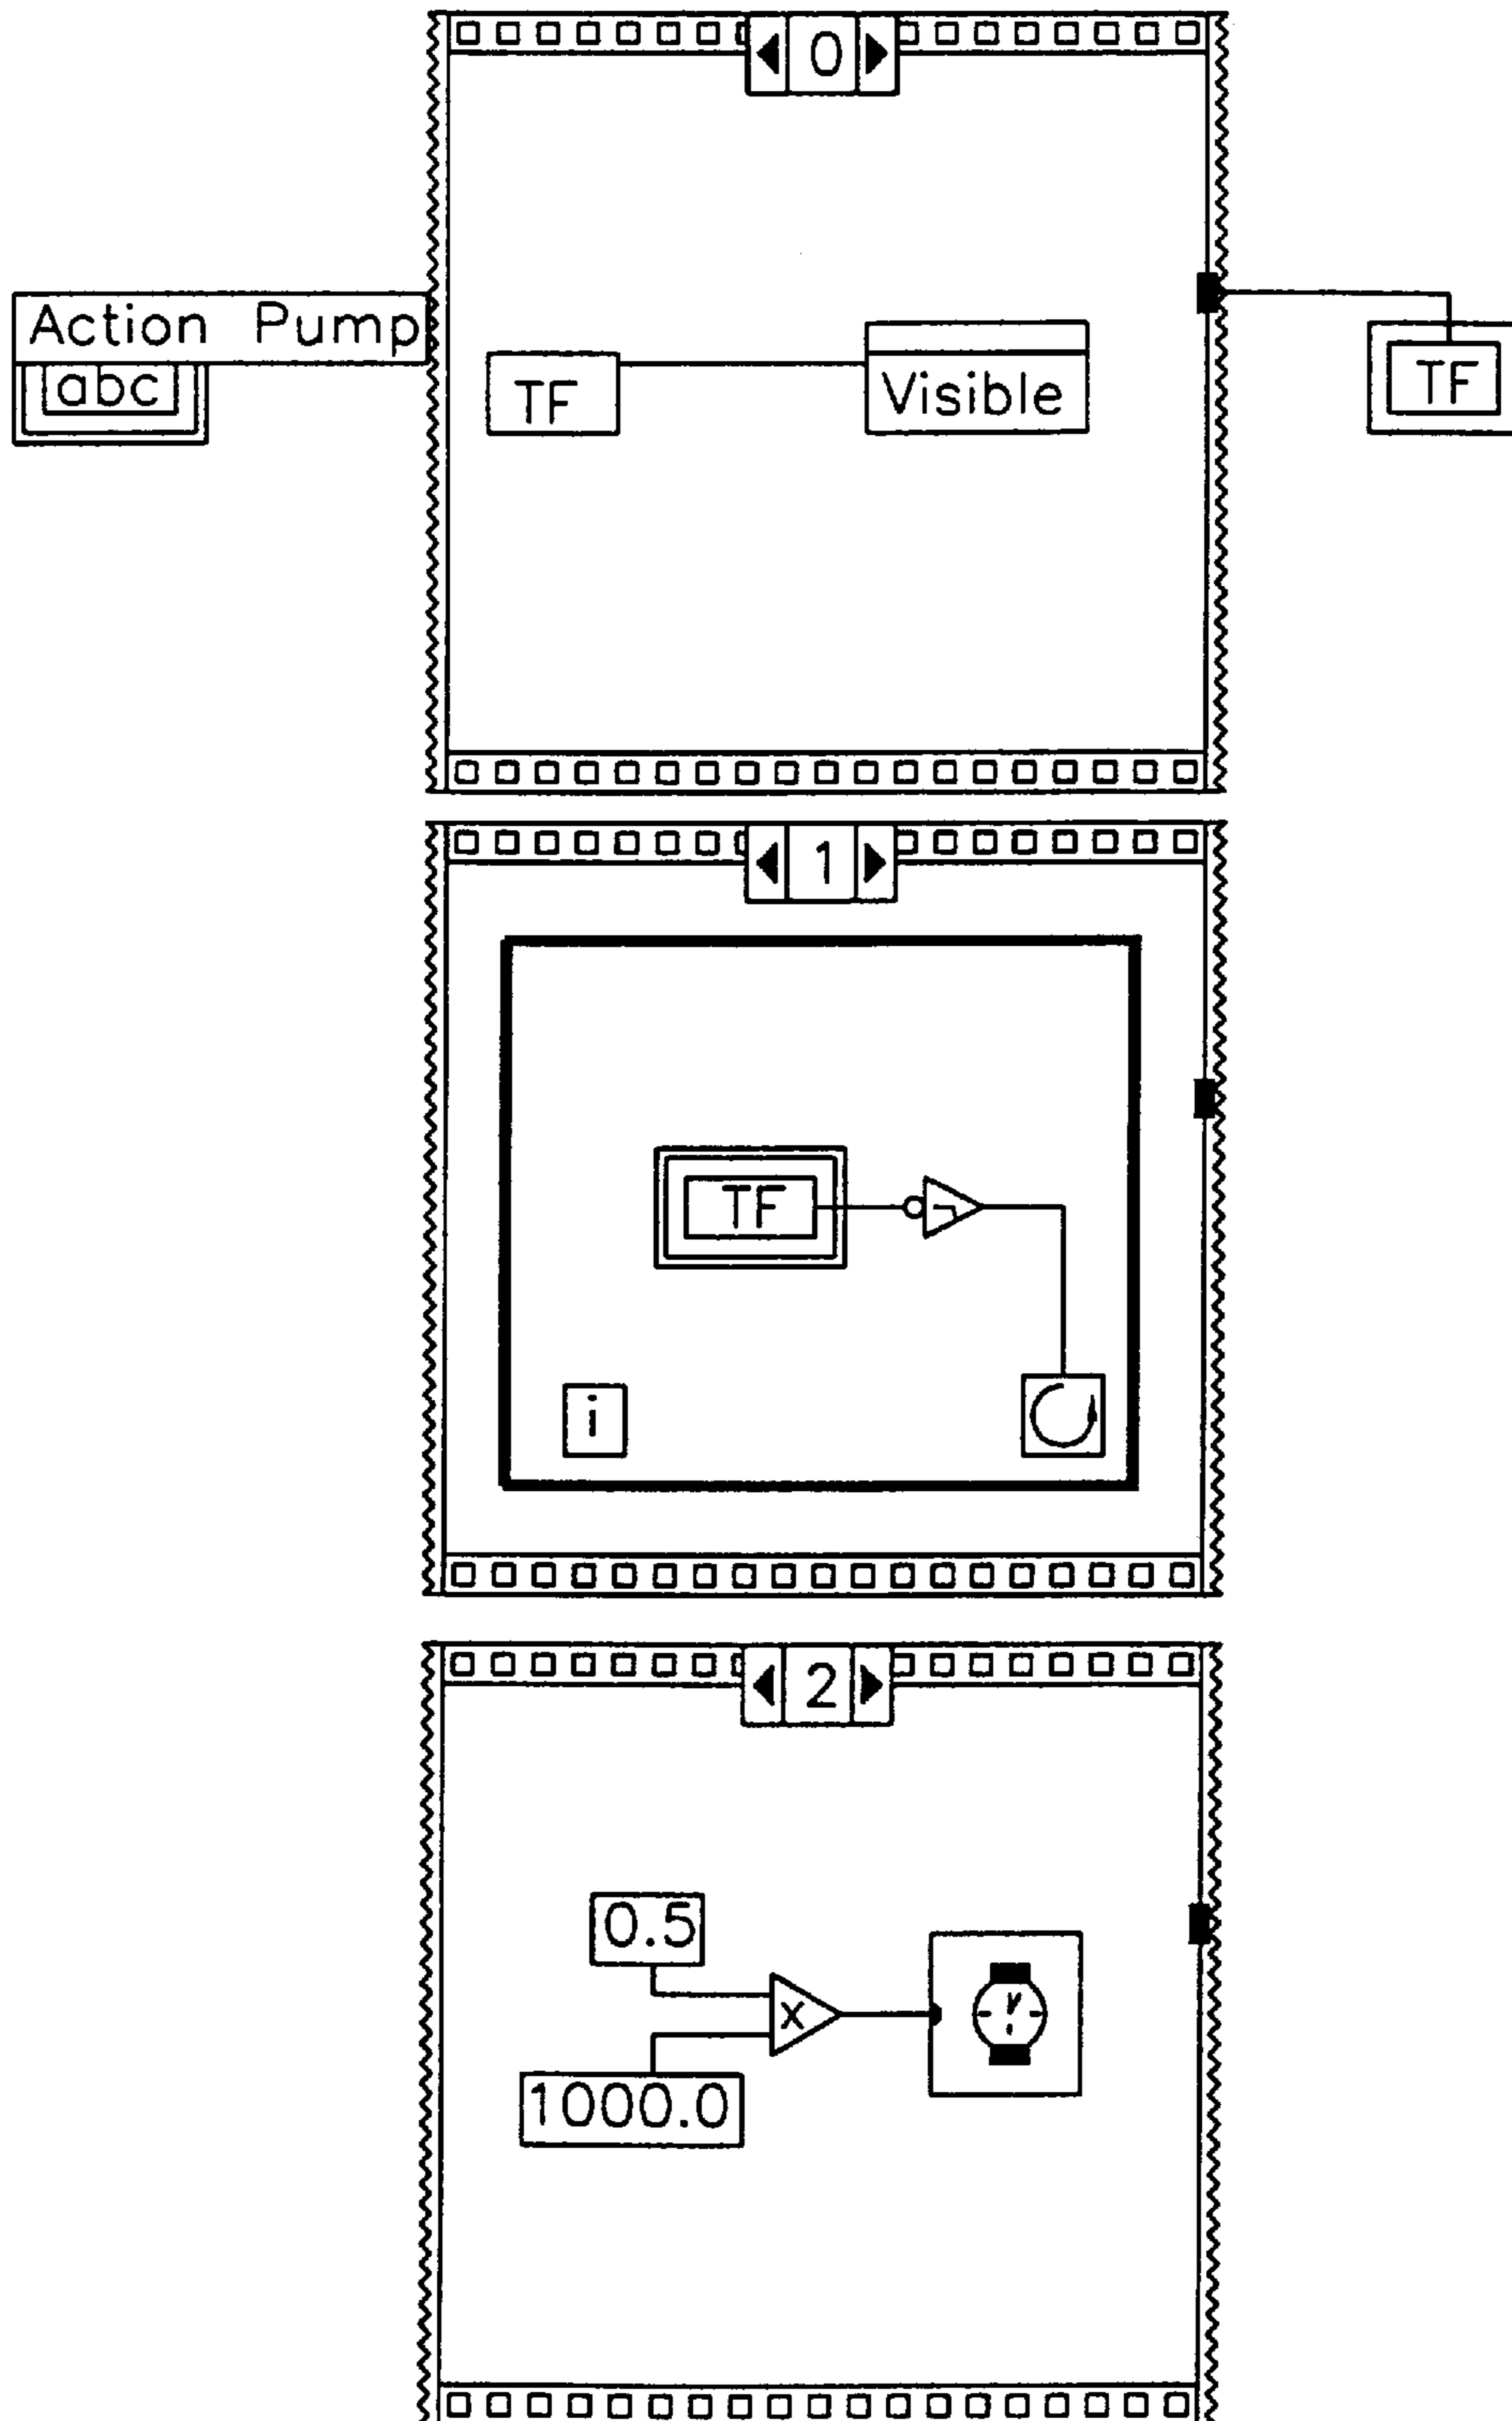 0
Action Pump
abc
TF
Visible
TF
1
TF
i
2
0.5
x
1000.0